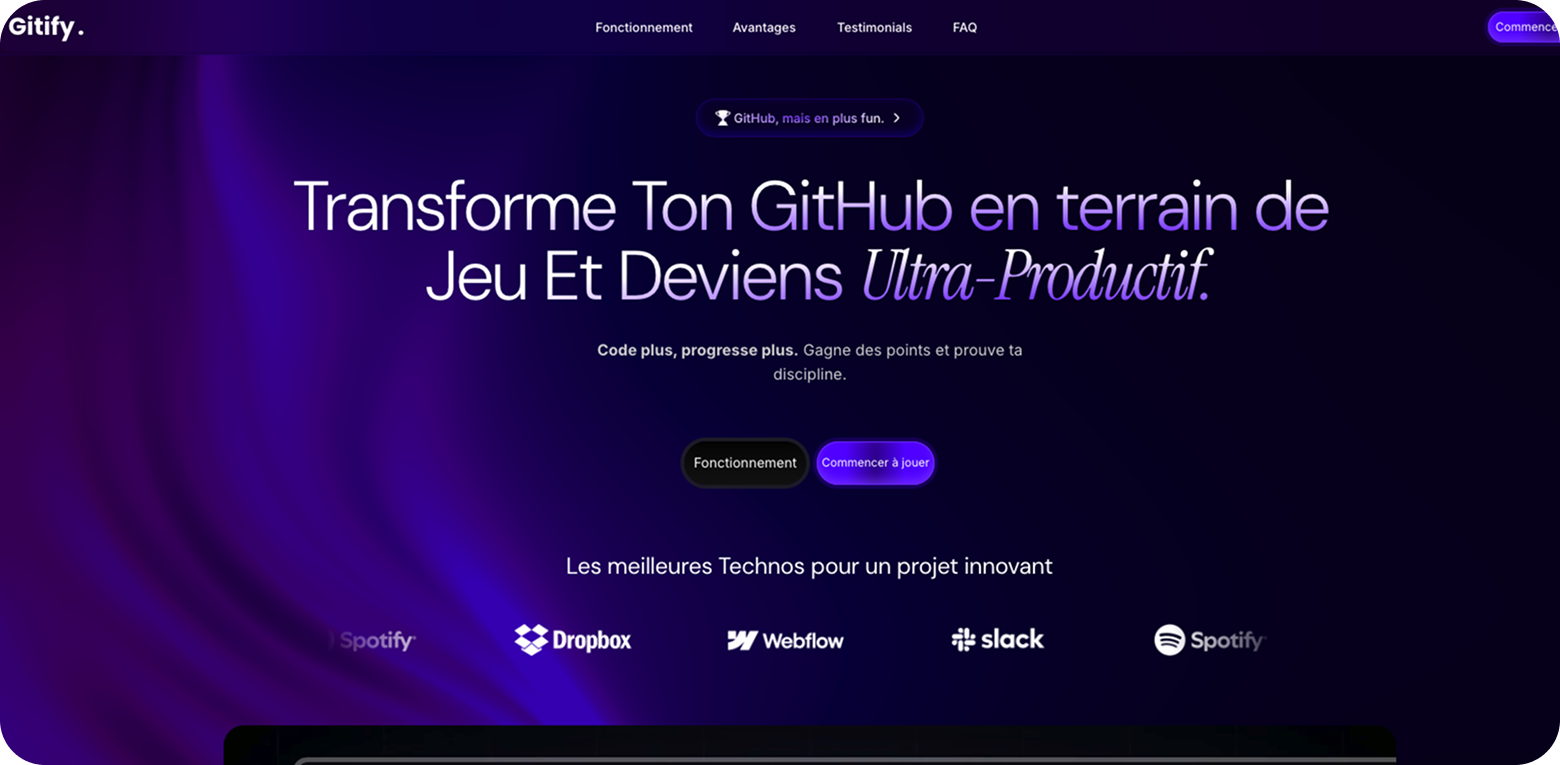 Gitify.
Fonctionnement Avantages Testimonials FAQ
Commence
GitHub, mais en plus fun.
Transforme Ton GitHub en terrain de
Jeu Et Deviens Ultra-Productif.
Code plus, progresse plus. Gagne des points et prouve ta
discipline.
Fonctionnement Commencer à jouer
Les meilleures Technos pour un projet innovant
Spotify Dropbox Webflow slack Spotify